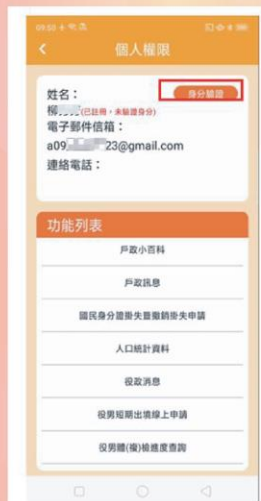 09:53
個人權限
姓名：
身分驗證
柳 (已註冊，未驗證身分)
電子郵件信箱：
a09 23@gmail.com
連絡電話：
功能列表
戶政小百科
戶政訊息
國民身分證掛失暨撤銷掛失申請
人口統計資料
役政消息
役男短期出境線上申請
役男體(複)檢進度查詢